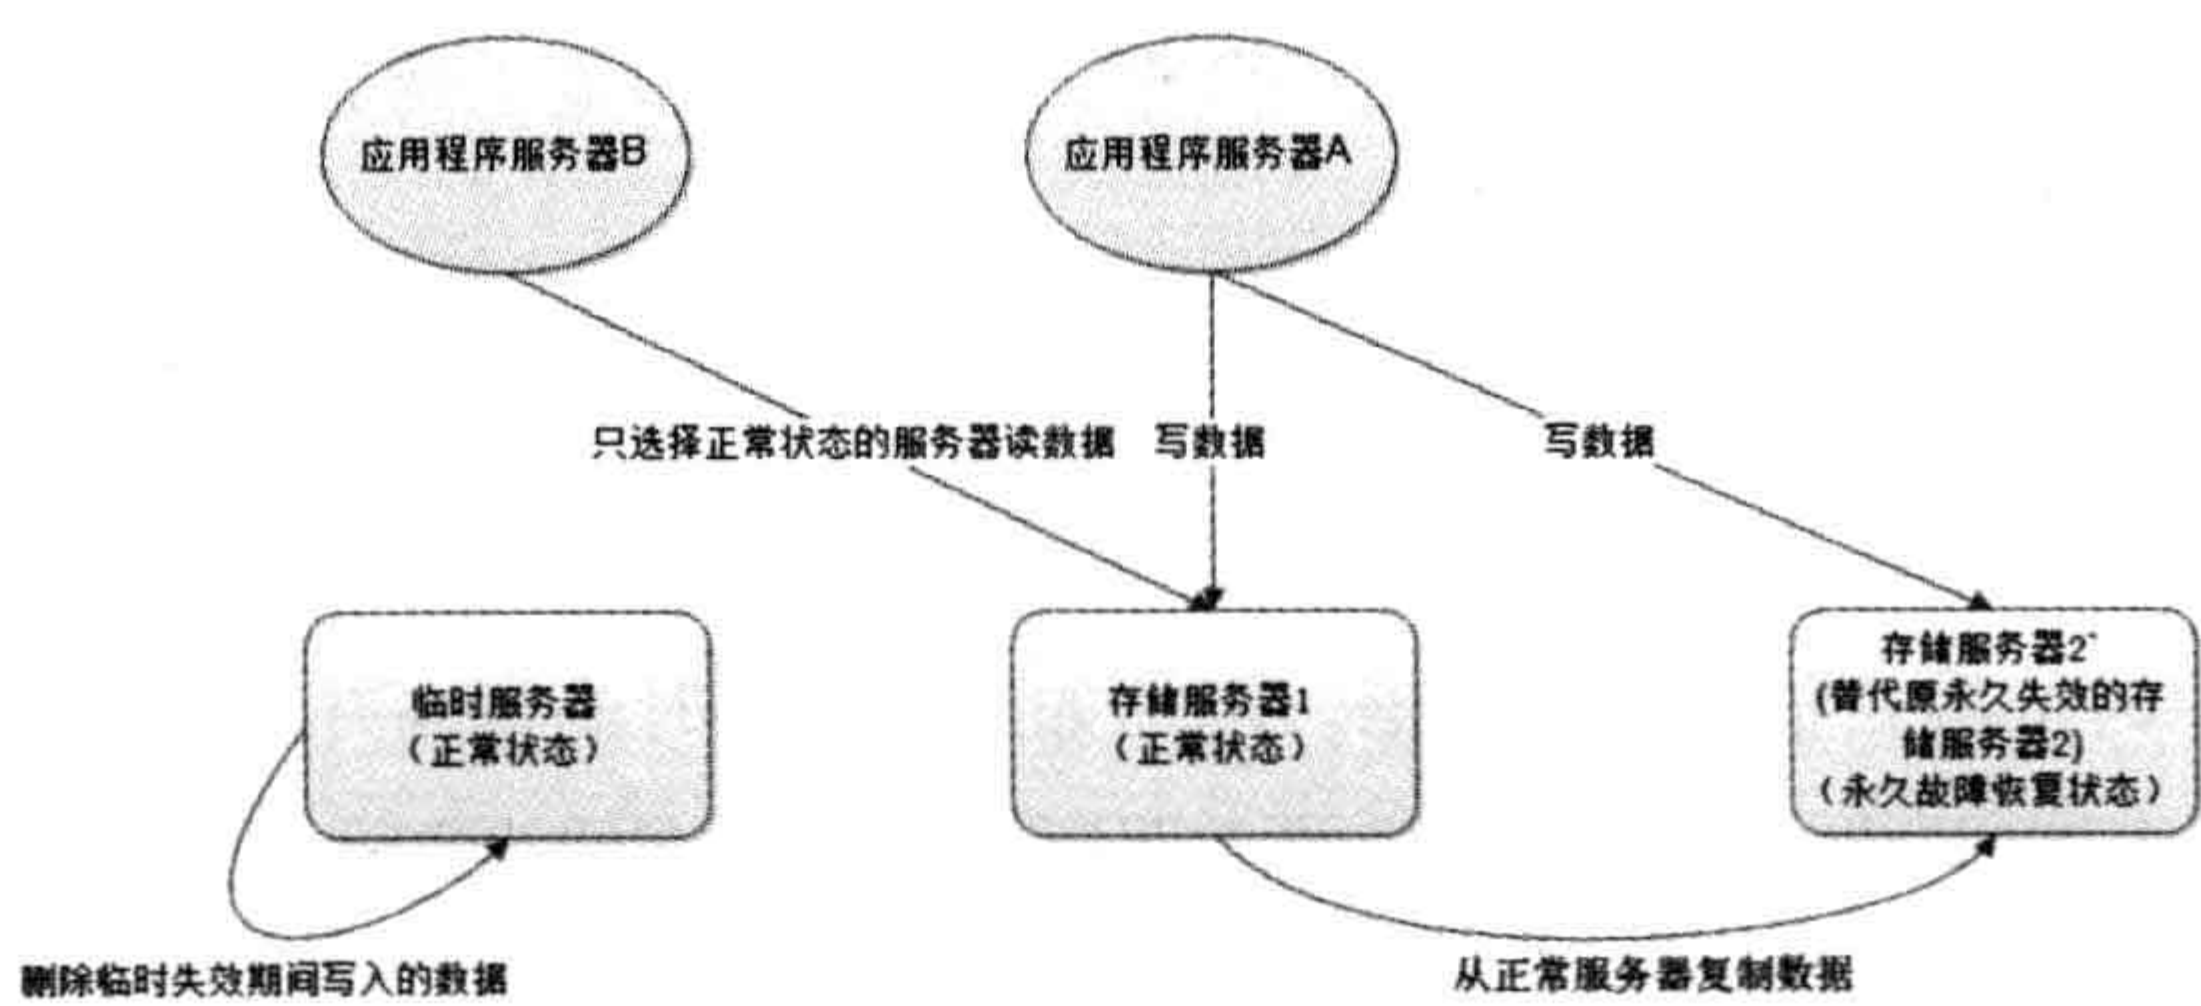 应用程序服务器B
应用程序服务器A
只选择正常状态的服务器读数据
写数据
写数据
临时服务器
（正常状态）
存储服务器1
（正常状态）
存储服务器2`
(替代原永久失效的存
储服务器2)
（永久故障恢复状态）
删除临时失效期间写入的数据
从正常服务器复制数据